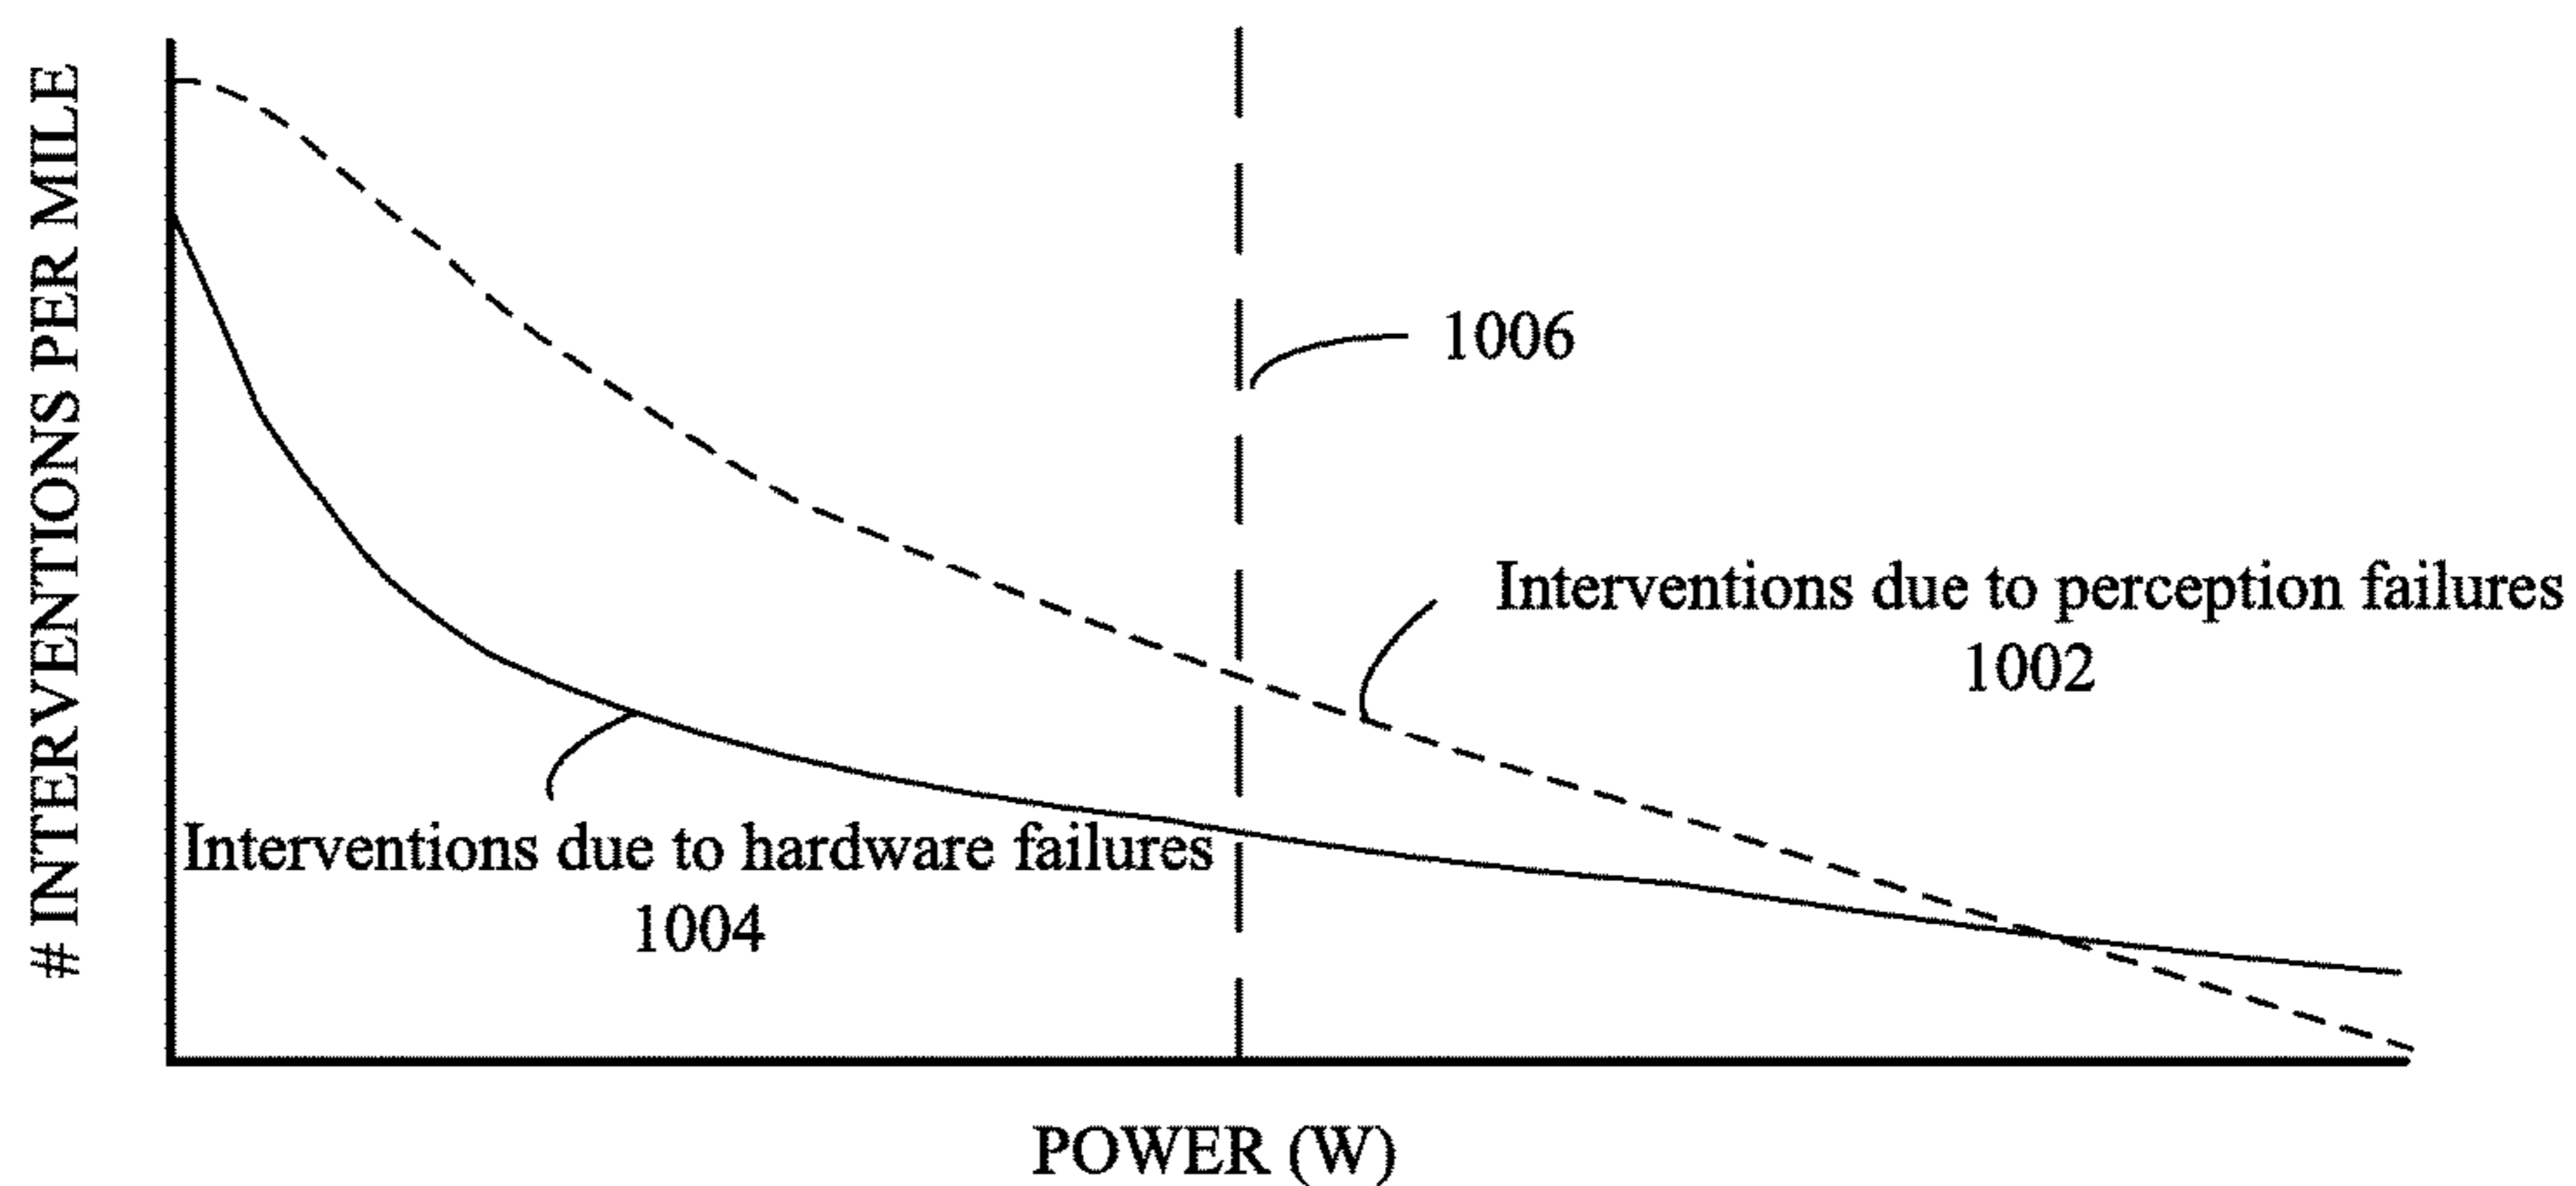 # INTERVENTIONS PER MILE
1006
Interventions due to perception failures
1002
Interventions due to hardware failures
1004
POWER (W)